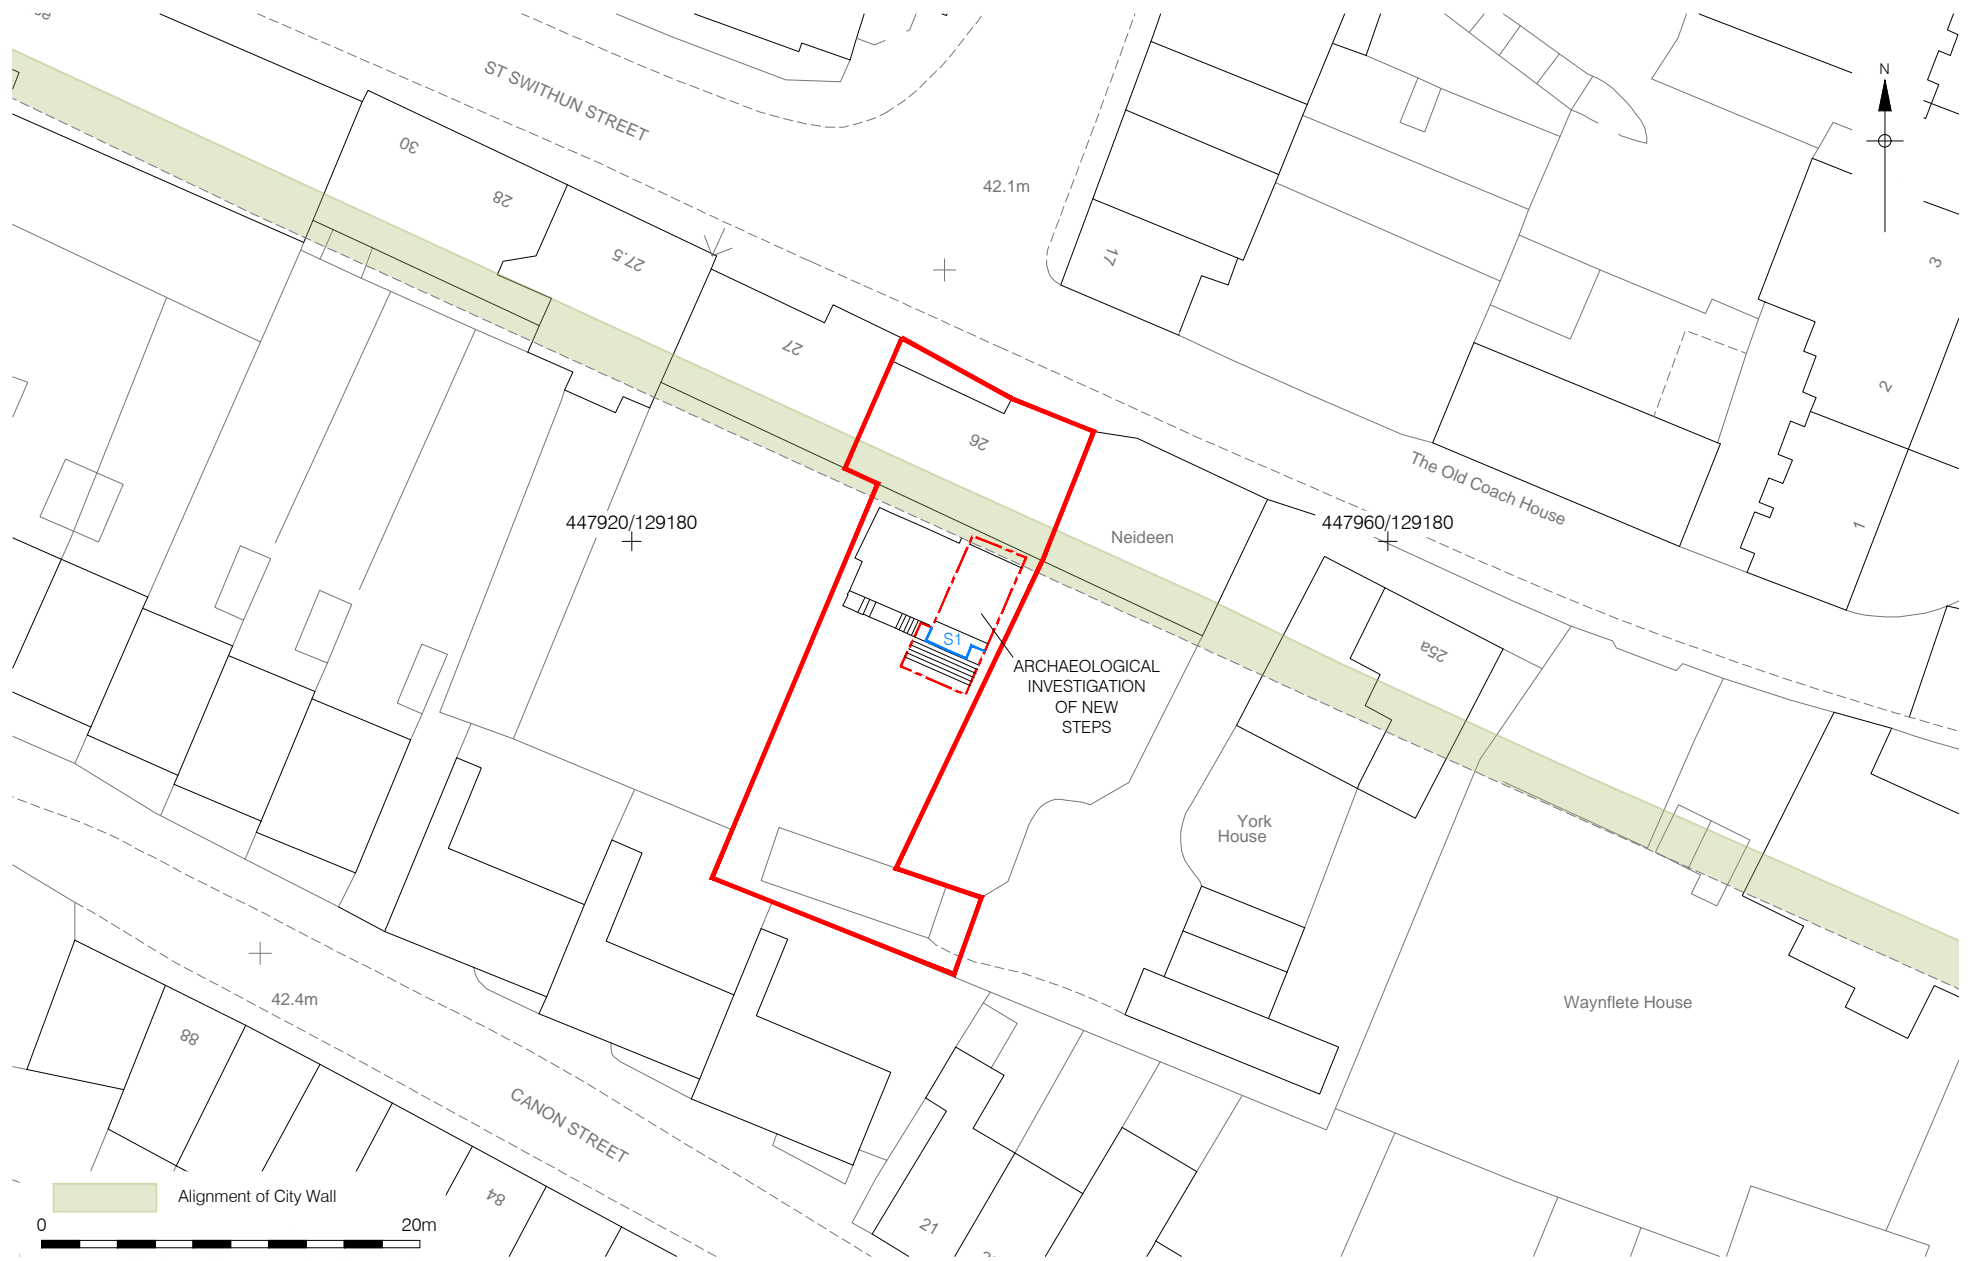 ST SWITHUN STREET
N
30
28
27.5
42.1m
17
3
27
2
26
The Old Coach House
447920/129180
447960/129180
Neideen
1
S1
25a
ARCHAEOLOGICAL
INVESTIGATION
OF NEW
STEPS
York
House
42.4m
Waynflete House
88
CANON STREET
84
21
Alignment of City Wall
0
20m